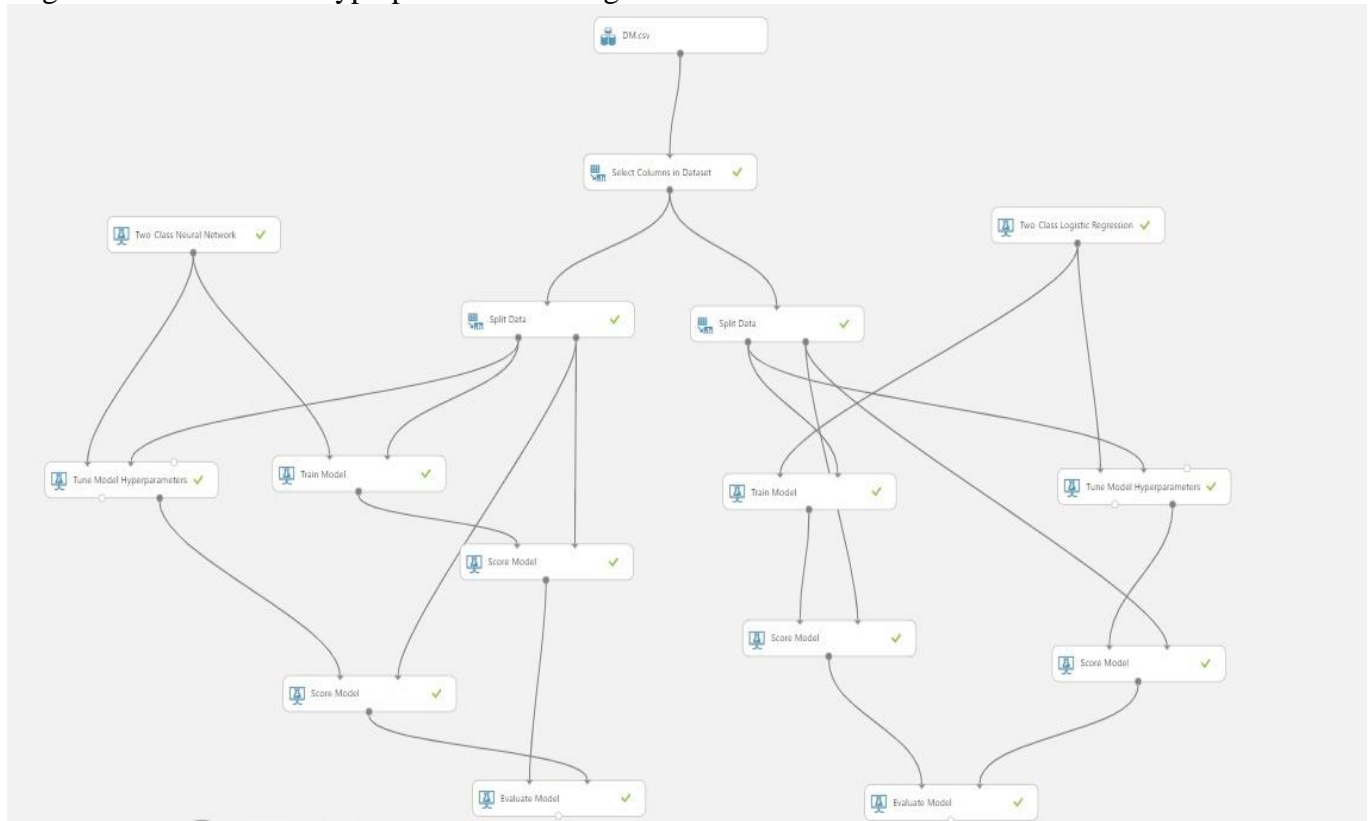 DM.csv
Select Columns in Dataset
Two-Class Neural Network
Two-Class Logistic Regression
Split Data
Split Data
Tune Model Hyperparameters
Train Model
Train Model
Tune Model Hyperparameters
Score Model
Score Model
Score Model
Score Model
Evaluate Model
Evaluate Model